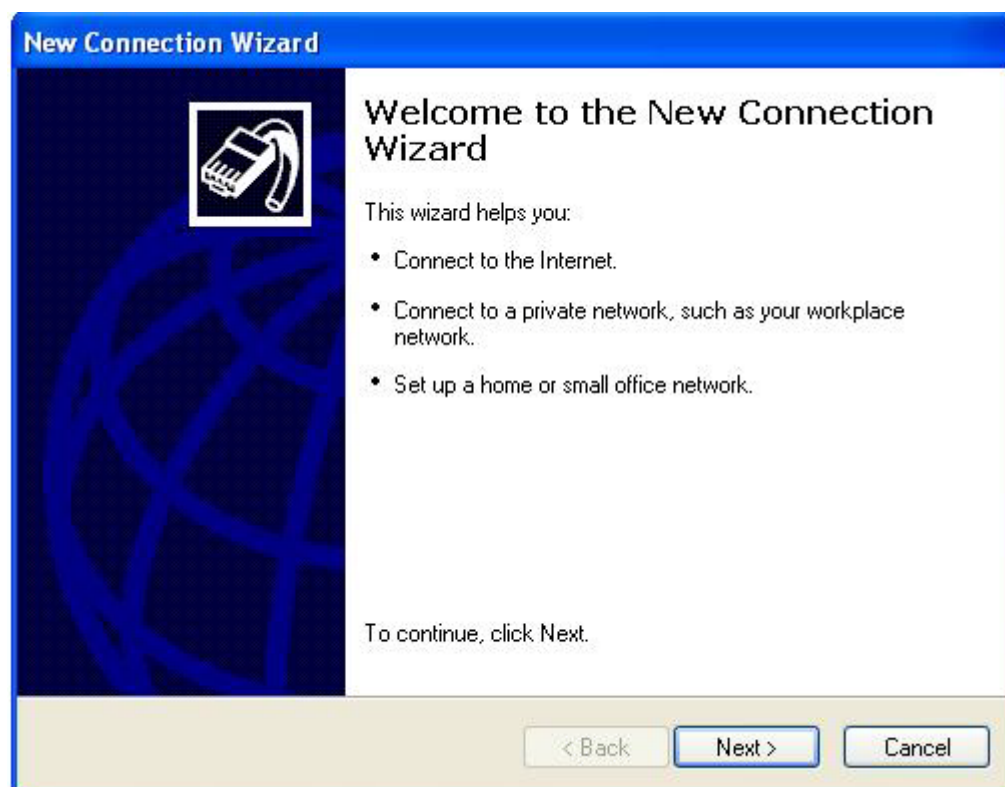 New Connection Wizard
Welcome to the New Connection
Wizard
This wizard helps you:
• Connect to the Internet.
• Connect to a private network, such as your workplace
network.
• Set up a home or small office network.
To continue, click Next.
< Back Next > Cancel